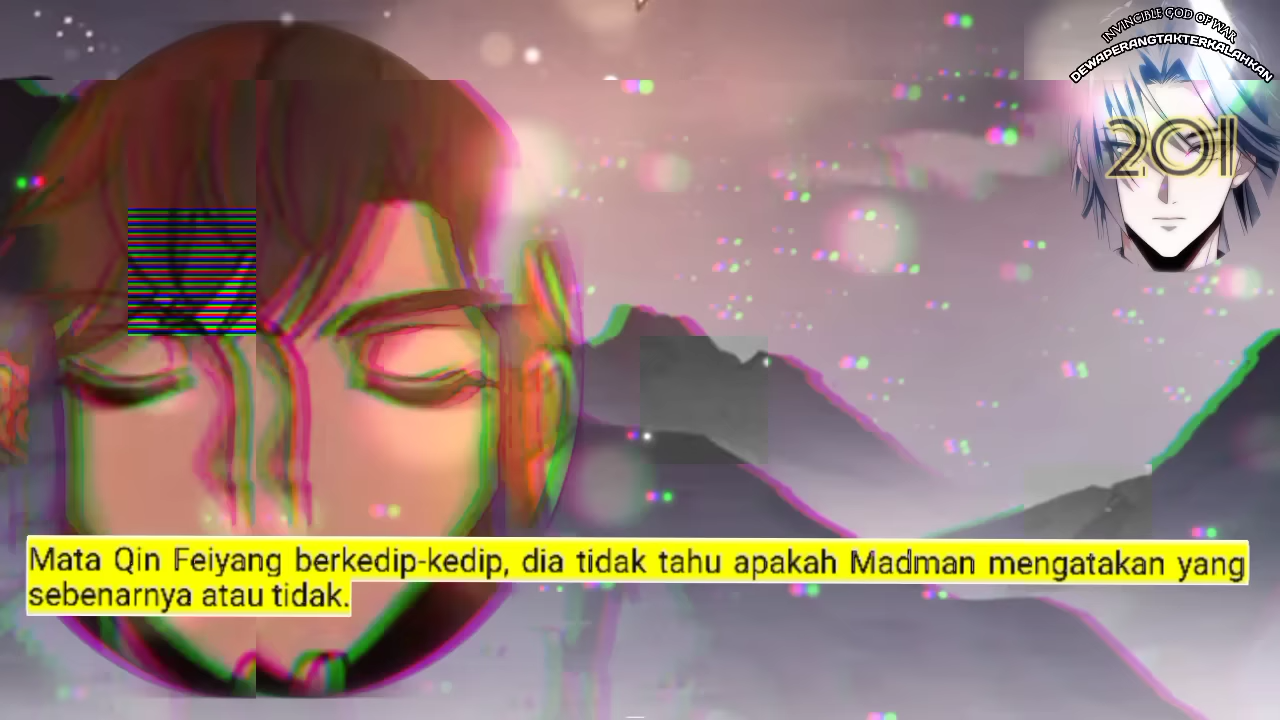 INVINCIBLE GOD OF WAR
DEWAPERANGTAKTERKALAHKAN
201
Mata Qin Feiyang berkedip-kedip, dia tidak tahu apakah Madman mengatakan yang
sebenarnya atau tidak.